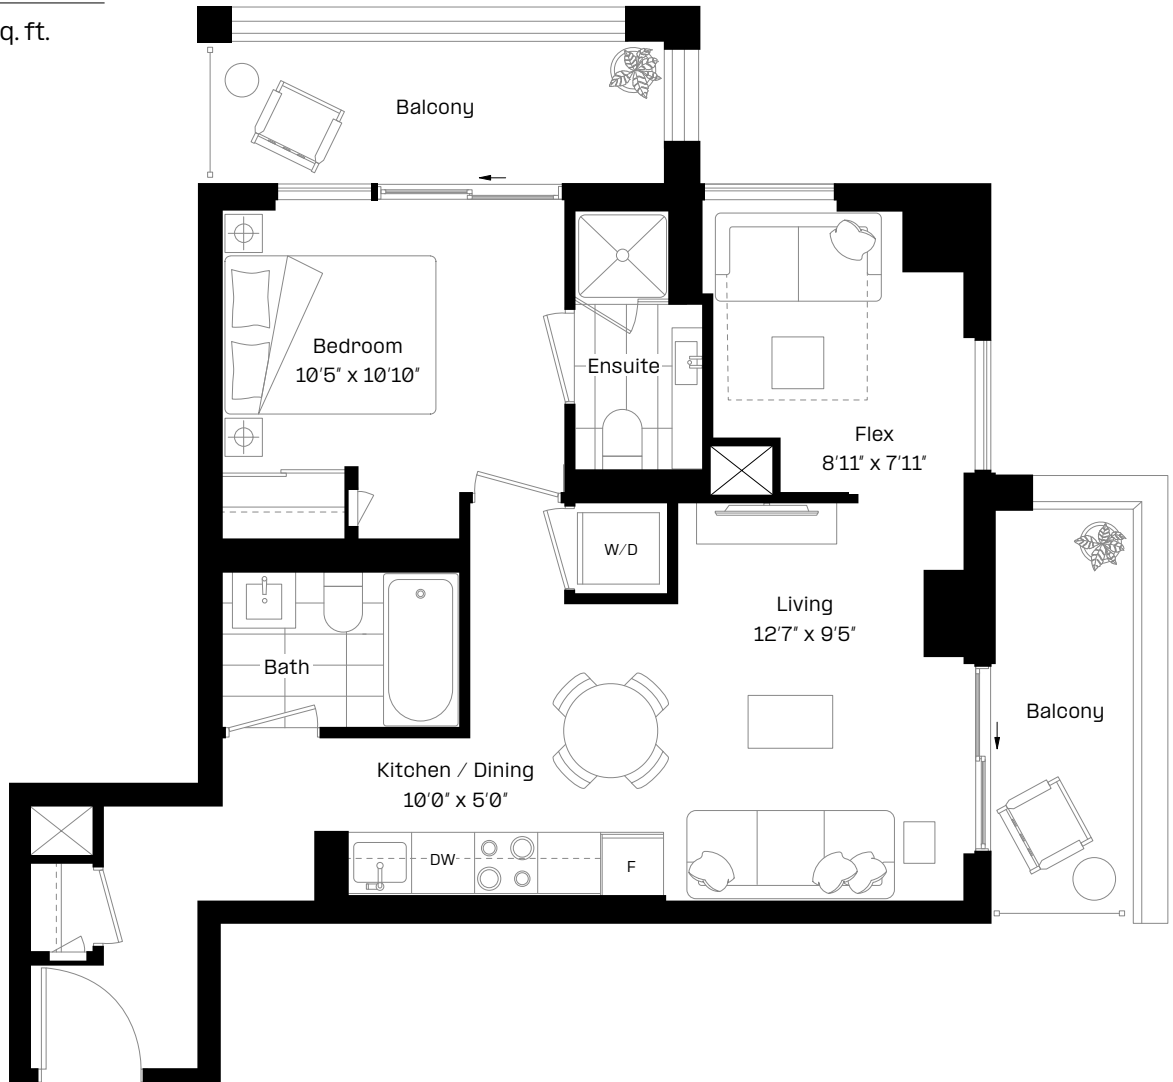 q. ft.
Balcony
Bedroom
10'5" x 10'10"
Ensuite
Flex
8'11" x 7'11"
W/D
Living
12'7" x 9'5"
Bath
Balcony
Kitchen / Dining
10'0" x 5'0"
DW
F